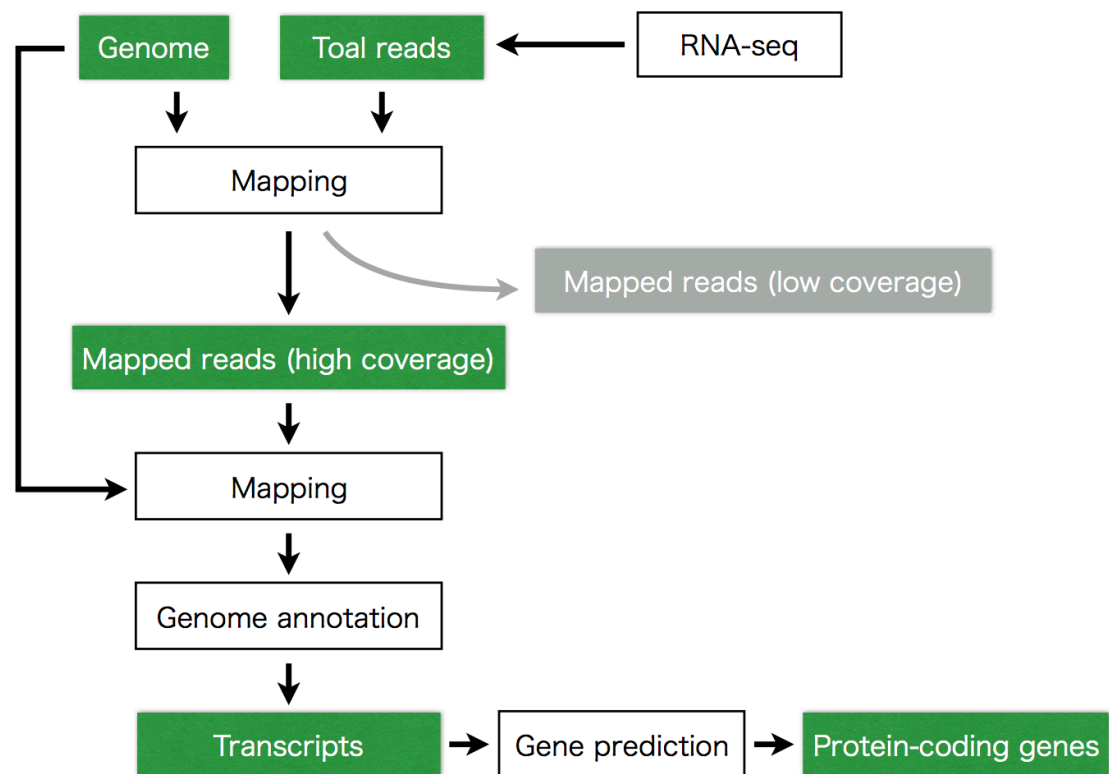 Genome
Toal reads
RNA-seq
Mapping
Mapped reads (low coverage)
Mapped reads (high coverage)
Mapping
Genome annotation
Transcripts
Gene prediction
Protein-coding genes